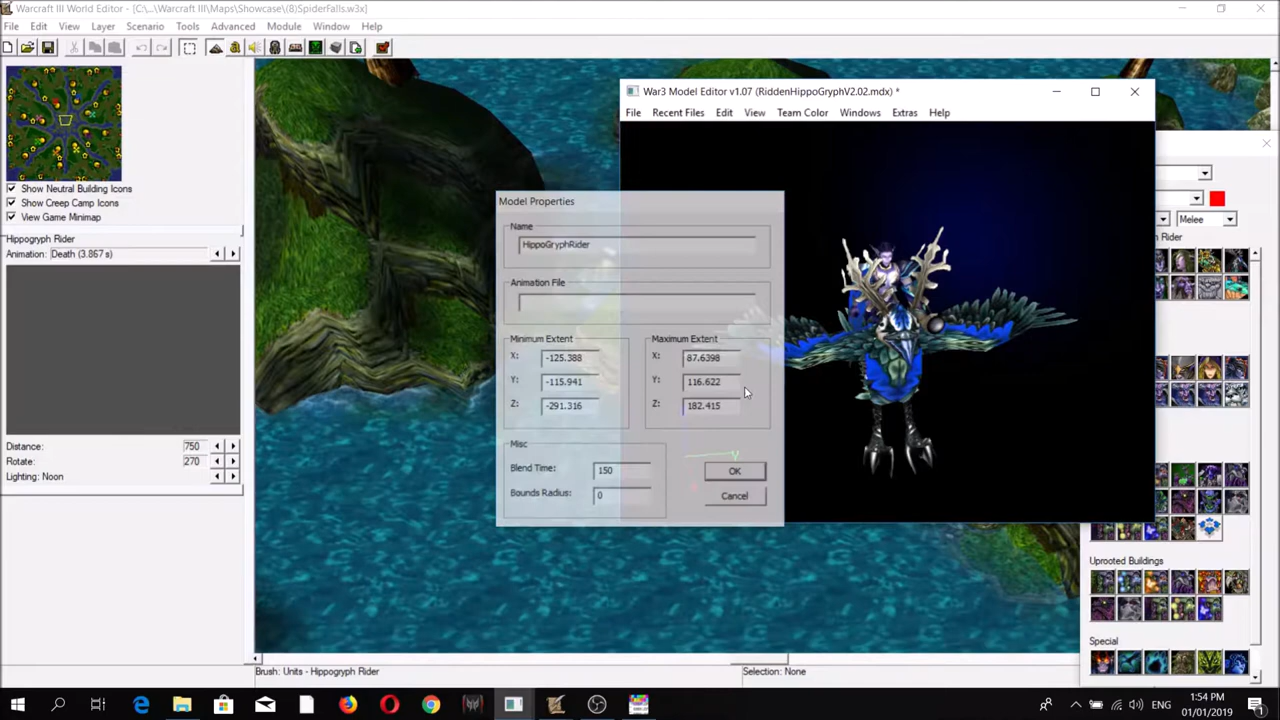 Warcraft III World Editor - [C:\...\Warcraft III\Maps\Showcase\(8)SpiderFalls.w3x]
File Edit View Layer Scenario Tools Advanced Module Window Help
War3 Model Editor v1.07 (RiddenHippoGryphV2.02.mdx) *
File Recent Files Edit View Team Color Windows Extras Help
Show Neutral Building Icons
Show Creep Camp Icons
View Game Minimap
Hippogryph Rider
Animation: Death (3.867 s)
Model Properties
Name
HippoGryphRider
Animation File
Minimum Extent
X: -125.388
Y: -115.941
Z: -291.316
Maximum Extent
X: 87.6398
Y: 116.622
Z: 182.415
Misc
Blend Time: 150
Bounds Radius: 0
OK
Cancel
Melee
Rider
Distance: 750
Rotate: 270
Lighting: Noon
Uprooted Buildings
Special
Brush: Units - Hippogryph Rider
Selection: None
ENG
1:54 PM
01/01/2019
1